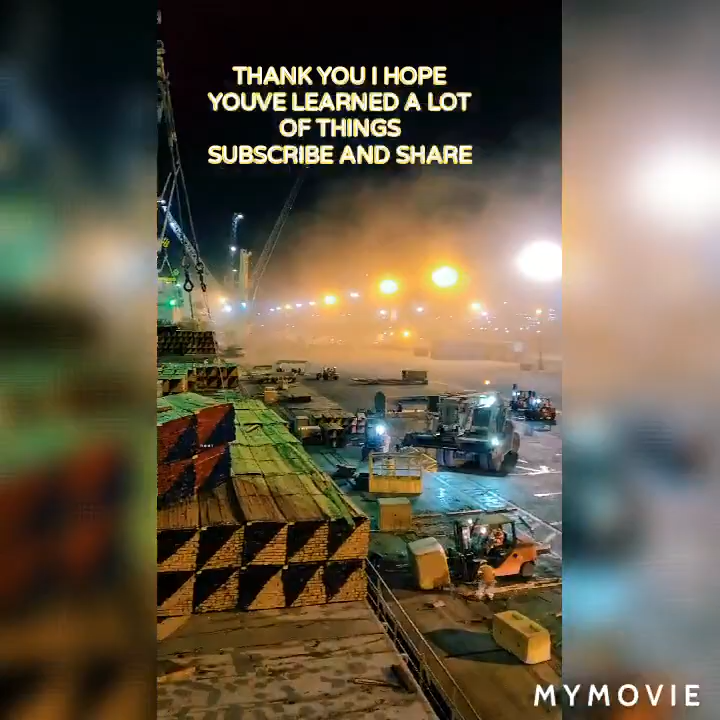 THANK YOU I HOPE
YOUVE LEARNED A LOT
OF THINGS
SUBSCRIBE AND SHARE
MYMOVIE